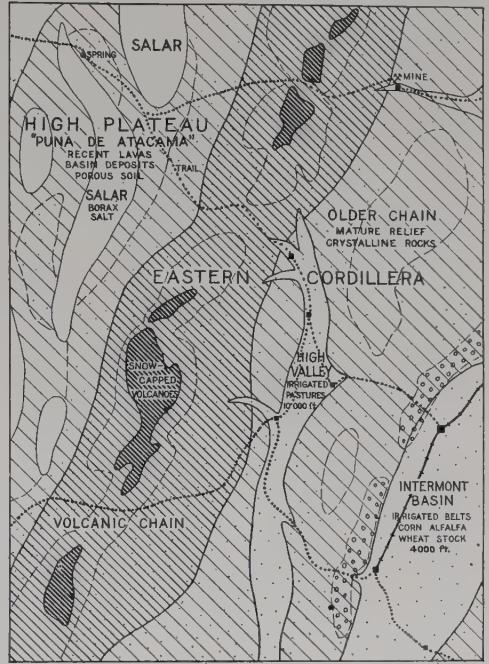 SALAR
SPRING
MINE
HIGH PLATEAU
"PUNA DE ATACAMA"
RECENT LAVAS
BASIN DEPOSITS
POROUS SOIL
TRAIL
SALAR
BORAX
SALT
OLDER CHAIN
MATURE RELIEF
CRYSTALLINE ROCKS
EASTERN CORDILLERA
HIGH
VALLEY
IRRIGATED
PASTURES
10'000 ft.
SNOW-
CAPPED
VOLCANOES
INTERMONT
BASIN
IRRIGATED BELTS
CORN ALFALFA
WHEAT STOCK
4000 ft.
VOLCANIC CHAIN